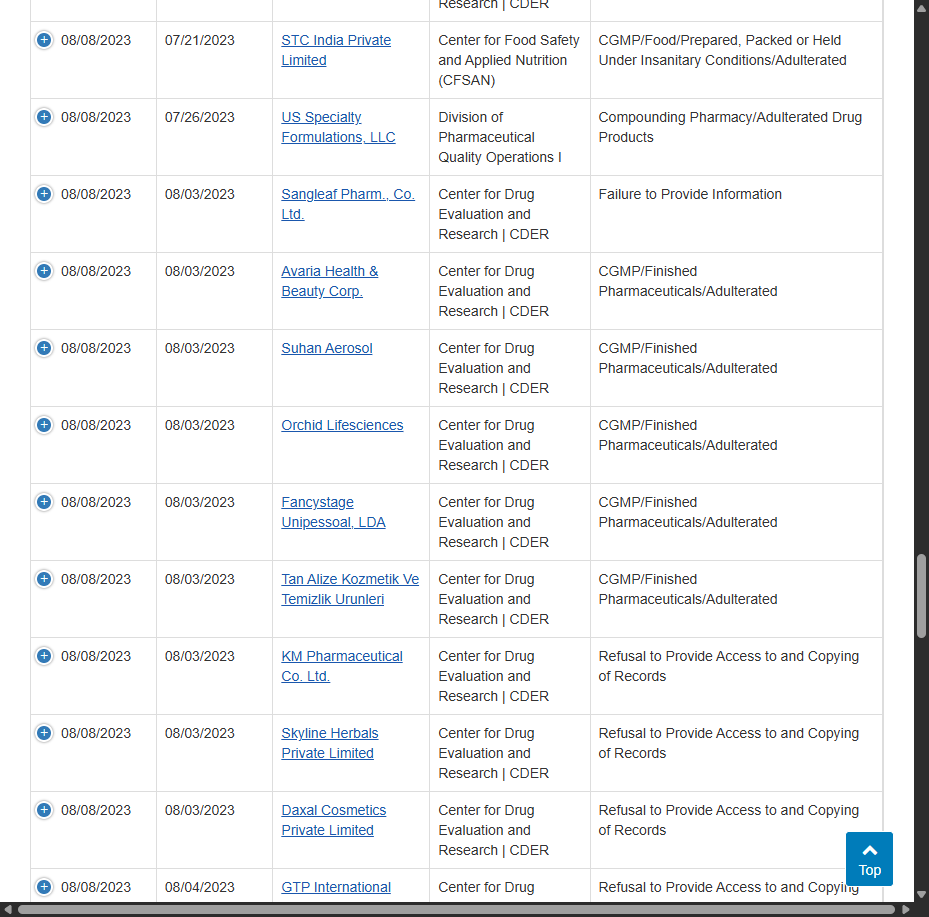 Research | CDER
08/08/2023 07/21/2023 STC India Private Center for Food Safety CGMP/Food/Prepared, Packed or Held
Limited and Applied Nutrition Under Insanitary Conditions/Adulterated
(CFSAN)
08/08/2023 07/26/2023 US Specialty Division of Compounding Pharmacy/Adulterated Drug
Formulations, LLC Pharmaceutical Products
Quality Operations I
08/08/2023 08/03/2023 Sangleaf Pharm., Co. Center for Drug Failure to Provide Information
Ltd. Evaluation and
Research | CDER
08/08/2023 08/03/2023 Avaria Health & Center for Drug CGMP/Finished
Beauty Corp. Evaluation and Pharmaceuticals/Adulterated
Research | CDER
08/08/2023 08/03/2023 Suhan Aerosol Center for Drug CGMP/Finished
Evaluation and Pharmaceuticals/Adulterated
Research | CDER
08/08/2023 08/03/2023 Orchid Lifesciences Center for Drug CGMP/Finished
Evaluation and Pharmaceuticals/Adulterated
Research | CDER
08/08/2023 08/03/2023 Fancystage Center for Drug CGMP/Finished
Unipessoal, LDA Evaluation and Pharmaceuticals/Adulterated
Research | CDER
08/08/2023 08/03/2023 Tan Alize Kozmetik Ve Center for Drug CGMP/Finished
Temizlik Urunleri Evaluation and Pharmaceuticals/Adulterated
Research | CDER
08/08/2023 08/03/2023 KM Pharmaceutical Center for Drug Refusal to Provide Access to and Copying
Co. Ltd. Evaluation and of Records
Research | CDER
08/08/2023 08/03/2023 Skyline Herbals Center for Drug Refusal to Provide Access to and Copying
Private Limited Evaluation and of Records
Research | CDER
08/08/2023 08/03/2023 Daxal Cosmetics Center for Drug Refusal to Provide Access to and Copying
Private Limited Evaluation and of Records
Research | CDER
08/08/2023 08/04/2023 GTP International Center for Drug Refusal to Provide Access to and Copying
Top